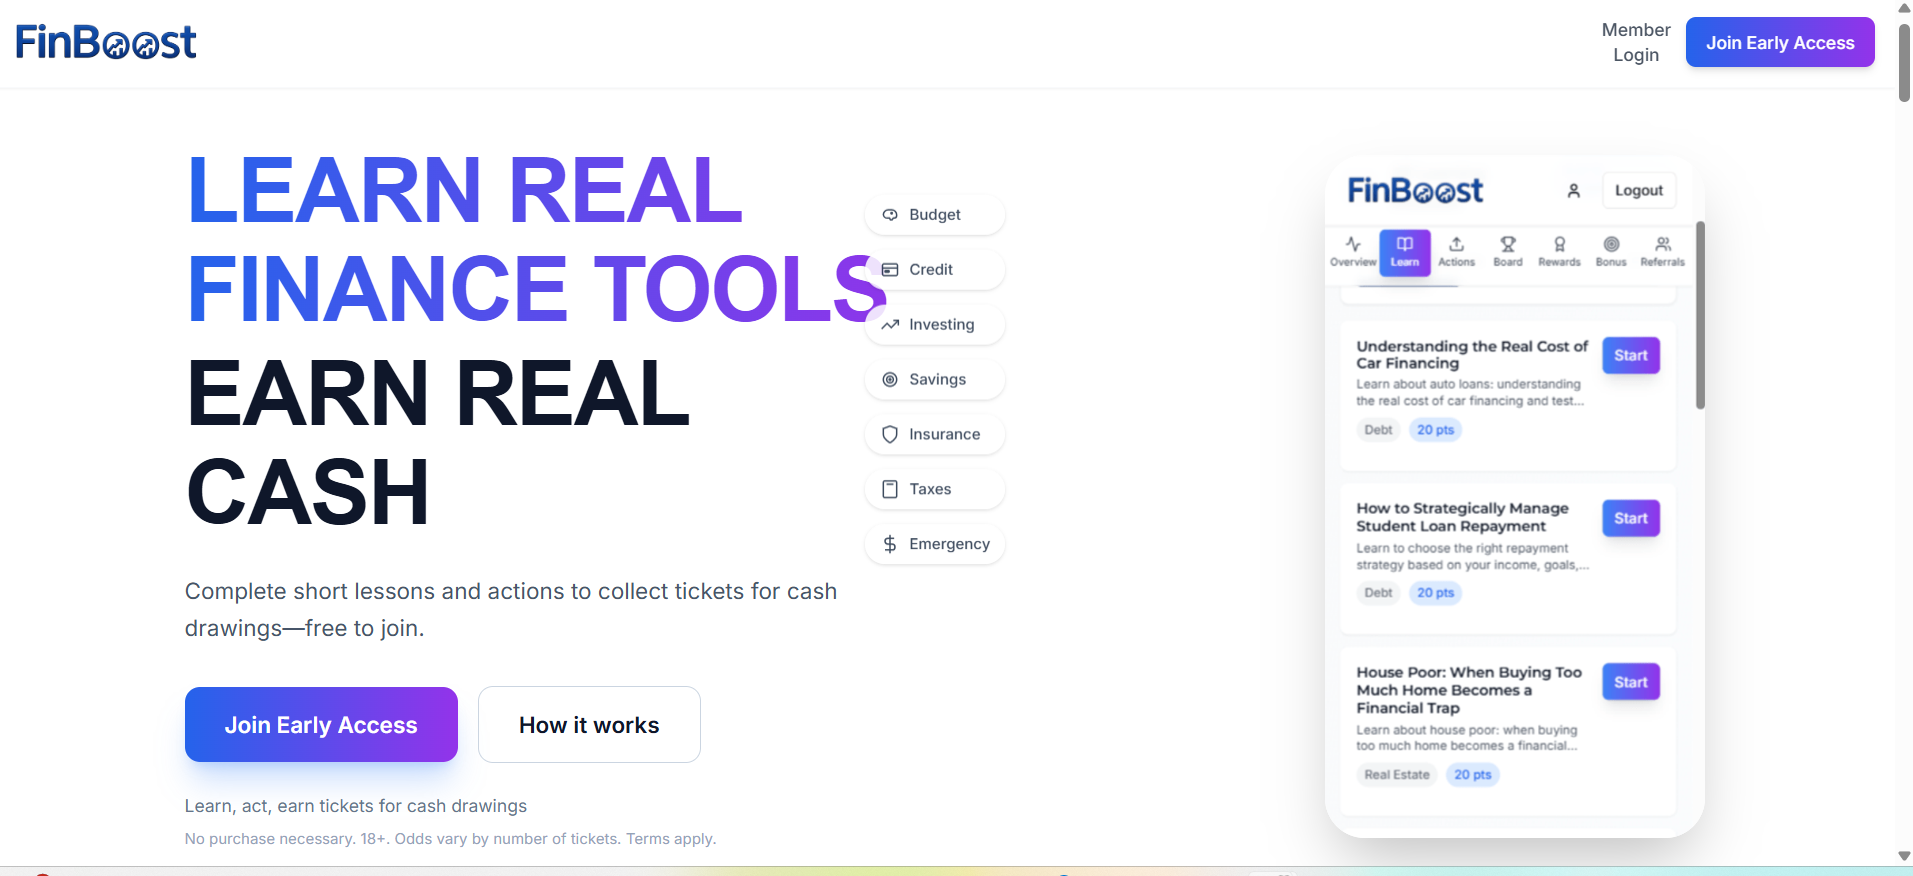 FinBoost
Member
Login
Join Early Access
LEARN REAL
FINANCE TOOLS
EARN REAL
CASH
Complete short lessons and actions to collect tickets for cash
drawings—free to join.
Join Early Access
How it works
Learn, act, earn tickets for cash drawings
No purchase necessary. 18+. Odds vary by number of tickets. Terms apply.
Budget
Credit
Investing
Savings
Insurance
Taxes
Emergency
FinBoost
Logout
Overview
Learn
Actions
Board
Rewards
Bonus
Referrals
Understanding the Real Cost of
Car Financing
Start
Learn about auto loans: understanding
the real cost of car financing and test...
Debt
20 pts
How to Strategically Manage
Student Loan Repayment
Start
Learn to choose the right repayment
strategy based on your income, goals,...
Debt
20 pts
House Poor: When Buying Too
Much Home Becomes a
Financial Trap
Start
Learn about house poor: when buying
too much home becomes a financial...
Real Estate
20 pts